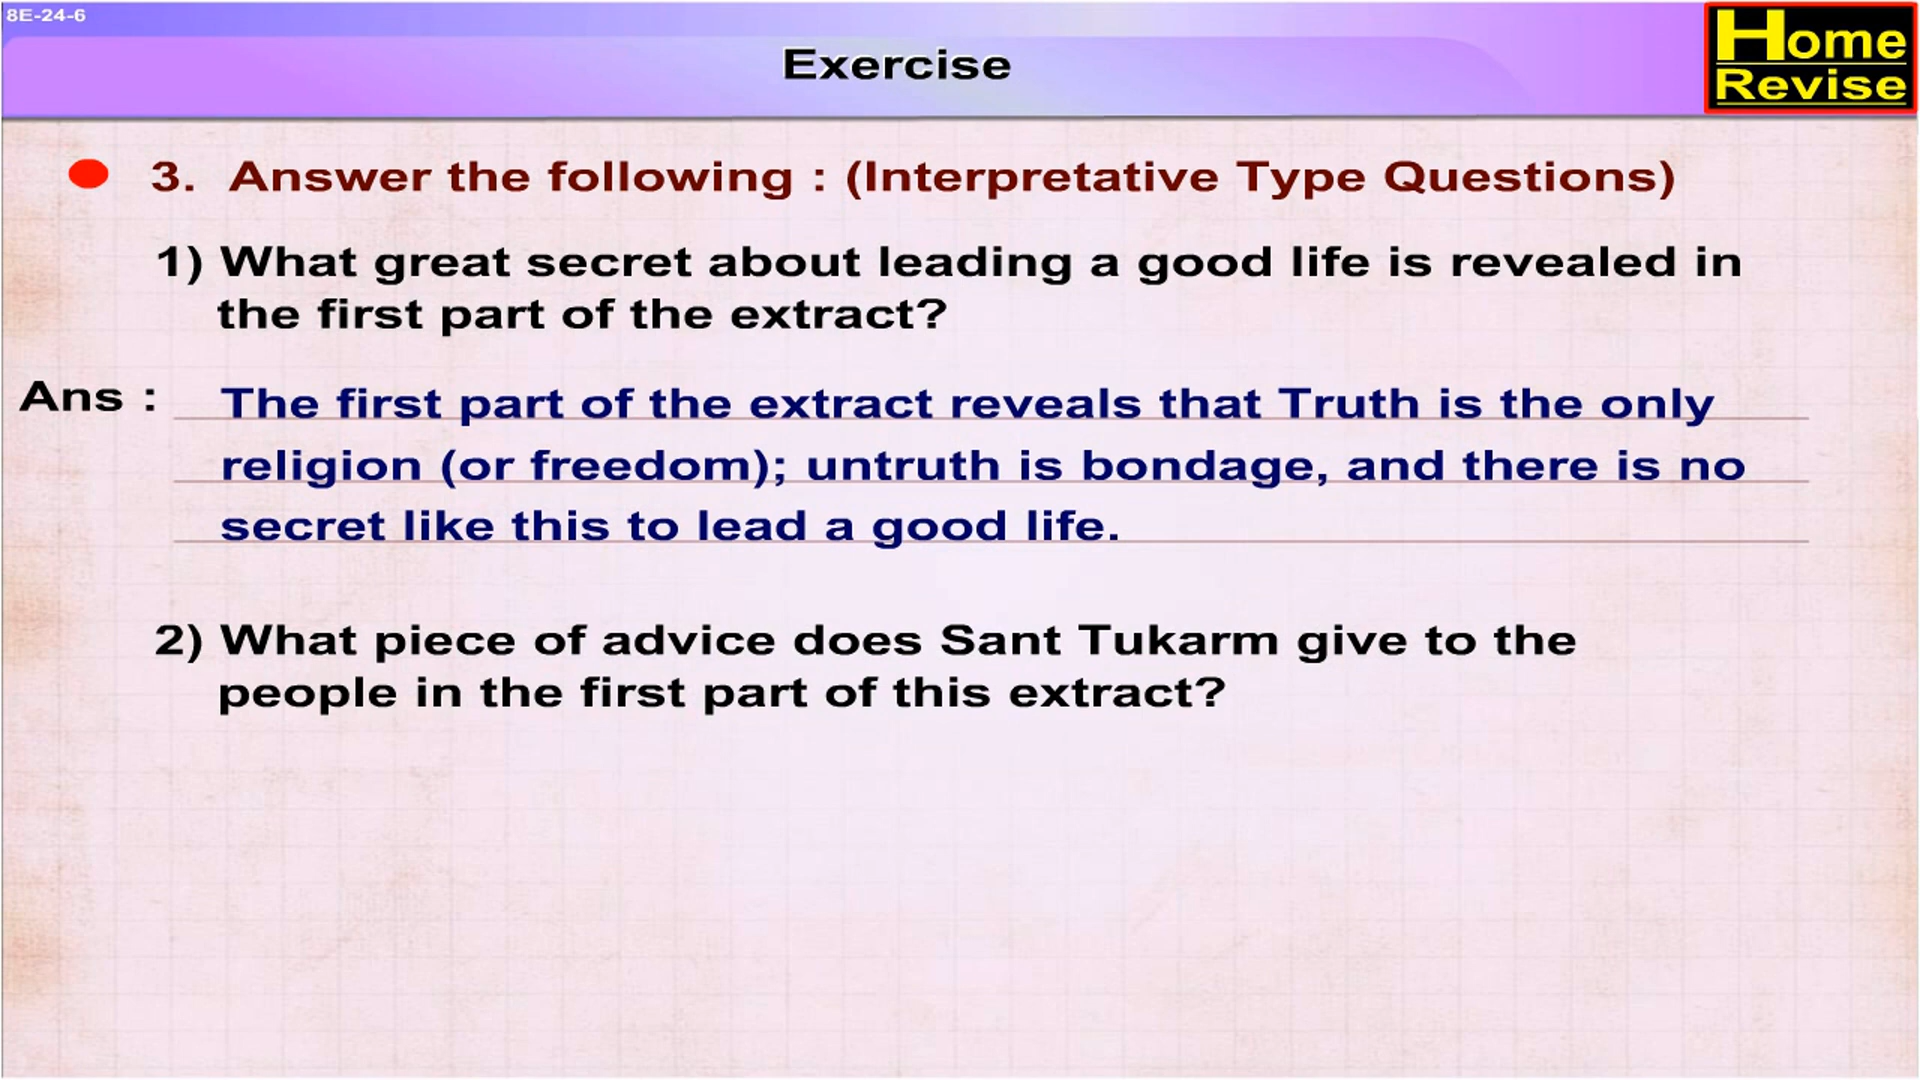 8E-24-6
Exercise
Home
Revise
3. Answer the following : (Interpretative Type Questions)
1) What great secret about leading a good life is revealed in
the first part of the extract?
Ans : The first part of the extract reveals that Truth is the only
religion (or freedom); untruth is bondage, and there is no
secret like this to lead a good life.
2) What piece of advice does Sant Tukarm give to the
people in the first part of this extract?